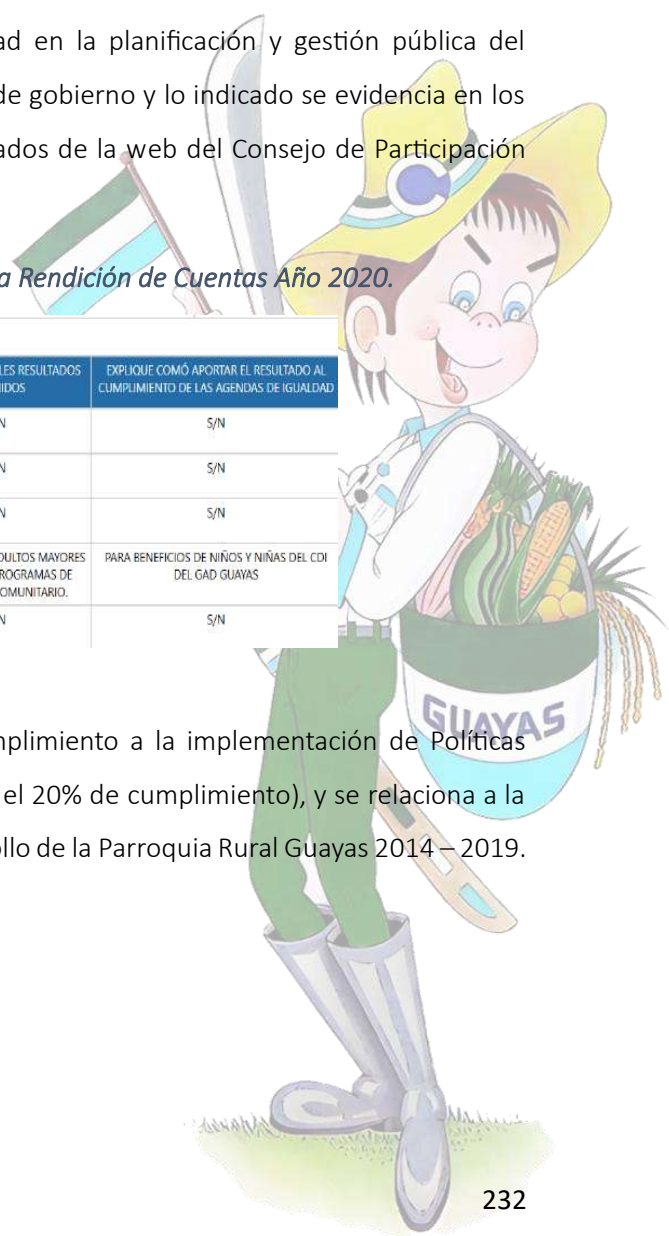 ad en la planificación y gestión pública del
de gobierno y lo indicado se evidencia en los
ados de la web del Consejo de Participación
a Rendición de Cuentas Año 2020.
LES RESULTADOS
IDOS
EXPLIQUE COMÓ APORTAR EL RESULTADO AL
CUMPLIMIENTO DE LAS AGENDAS DE IGUALDAD
N
S/N
N
S/N
N
S/N
DULTOS MAYORES
ROGRAMAS DE
OMUNITARIO.
PARA BENEFICIOS DE NIÑOS Y NIÑAS DEL CDI
DEL GAD GUAYAS
N
S/N
GUAYAS
mplimiento a la implementación de Políticas
el 20% de cumplimiento), y se relaciona a la
ollo de la Parroquia Rural Guayas 2014 – 2019.
232